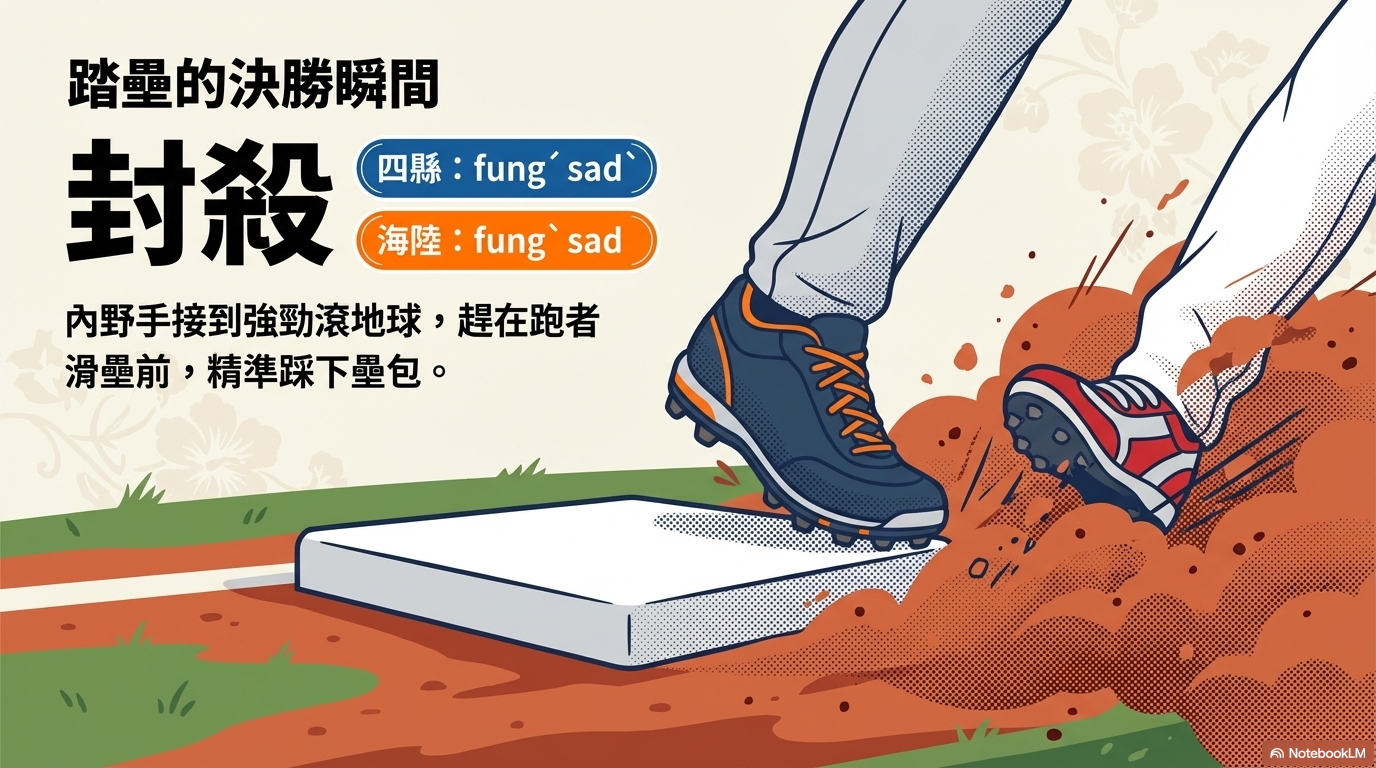 踏壘的決勝瞬間
封殺
四縣：fungˊ sadˋ
海陸：fungˋ sad
內野手接到強勁滾地球，趕在跑者
滑壘前，精準踩下壘包。
NotebookLM